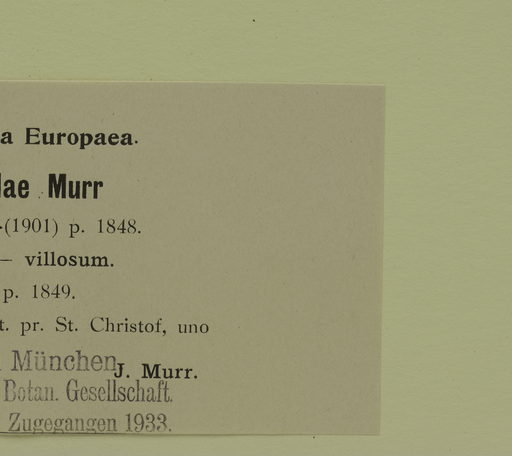 a Europaea.
lae Murr
-(1901) p. 1848.
— villosum.
p. 1849.
t. pr. St. Christof, uno
München
J. Murr.
Botan. Gesellschaft.
Zugegangen 1933.